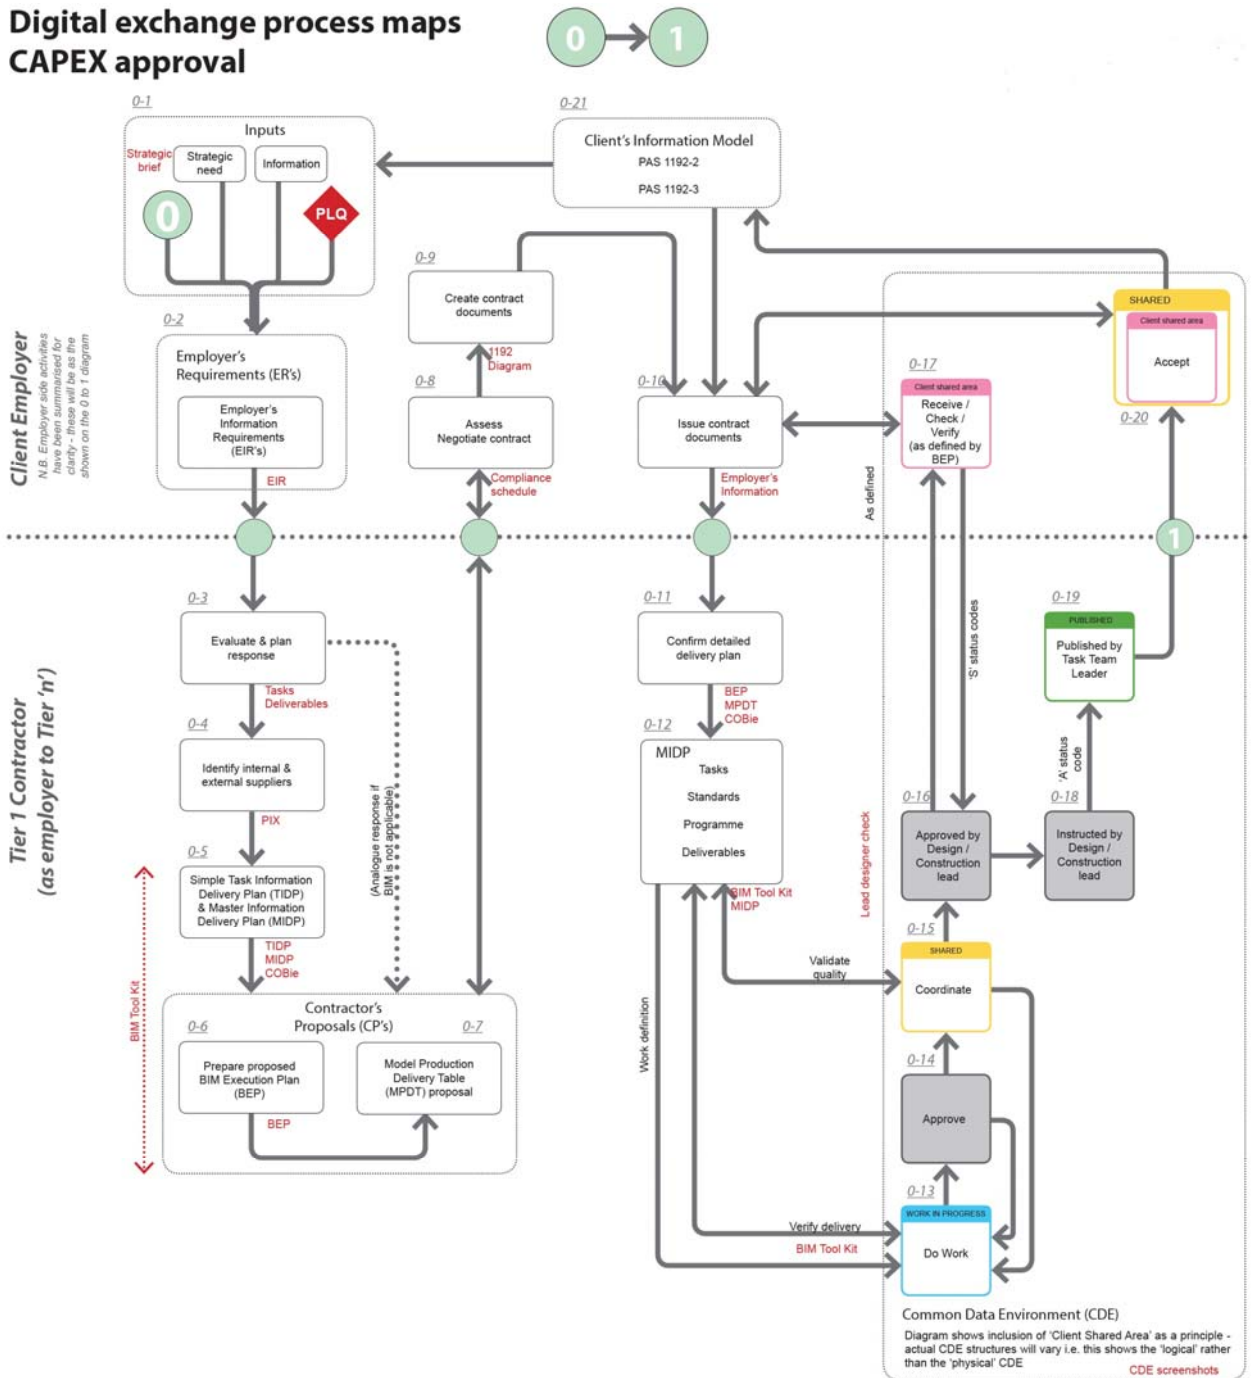 Digital exchange process maps
CAPEX approval
0
1
0-1
Inputs
Strategic
brief
Strategic
need
Information
0
PLQ
0-21
Client's Information Model
PAS 1192-2
PAS 1192-3
0-2
Employer's
Requirements (ER's)
Employer's
Information
Requirements
(EIR's)
EIR
0-9
Create contract
documents
1192
Diagram
0-8
Assess
Negotiate contract
Compliance
schedule
0-10
Issue contract
documents
Employer's
Information
0-17
Client shared area
Receive /
Check /
Verify
(as defined by
BEP)
As defined
SHARED
Client shared area
Accept
0-20
Client Employer
N.B. Employer side activities
have been summarised for
clarity - these will be as the
shown on the 0 to 1 diagram
1
Tier 1 Contractor
(as employer to Tier 'n')
0-3
Evaluate & plan
response
Tasks
Deliverables
0-4
Identify internal &
external suppliers
PIX
0-5
Simple Task Information
Delivery Plan (TIDP)
& Master Information
Delivery Plan (MIDP)
TIDP
MIDP
COBie
(Analogue response if
BIM is not applicable)
BIM Tool Kit
Contractor's
Proposals (CP's)
0-6
Prepare proposed
BIM Execution Plan
(BEP)
BEP
0-7
Model Production
Delivery Table
(MPDT) proposal
0-11
Confirm detailed
delivery plan
BEP
MPDT
COBie
0-12
MIDP
Tasks
Standards
Programme
Deliverables
BIM Tool Kit
MIDP
Validate
quality
Work definition
Verify delivery
BIM Tool Kit
Lead designer check
'S' status codes
0-19
PUBLISHED
Published by
Task Team
Leader
'A' status
code
0-16
Approved by
Design /
Construction
lead
0-18
Instructed by
Design /
Construction
lead
0-15
SHARED
Coordinate
0-14
Approve
0-13
WORK IN PROGRESS
Do Work
Common Data Environment (CDE)
Diagram shows inclusion of 'Client Shared Area' as a principle -
actual CDE structures will vary i.e. this shows the 'logical' rather
than the 'physical' CDE
CDE screenshots